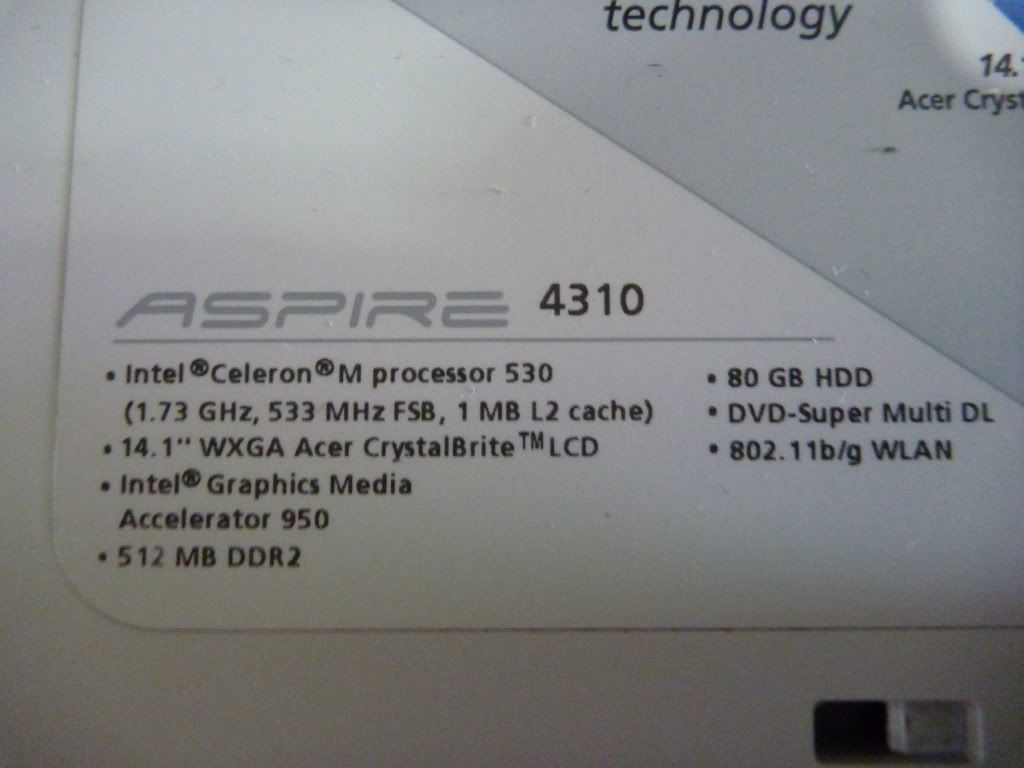 technology
14.1
Acer Cryst
ASPIRE 4310
• Intel®Celeron®M processor 530
(1.73 GHz, 533 MHz FSB, 1 MB L2 cache)
• 14.1" WXGA Acer CrystalBrite™LCD
• Intel® Graphics Media
Accelerator 950
• 512 MB DDR2
• 80 GB HDD
• DVD-Super Multi DL
• 802.11b/g WLAN